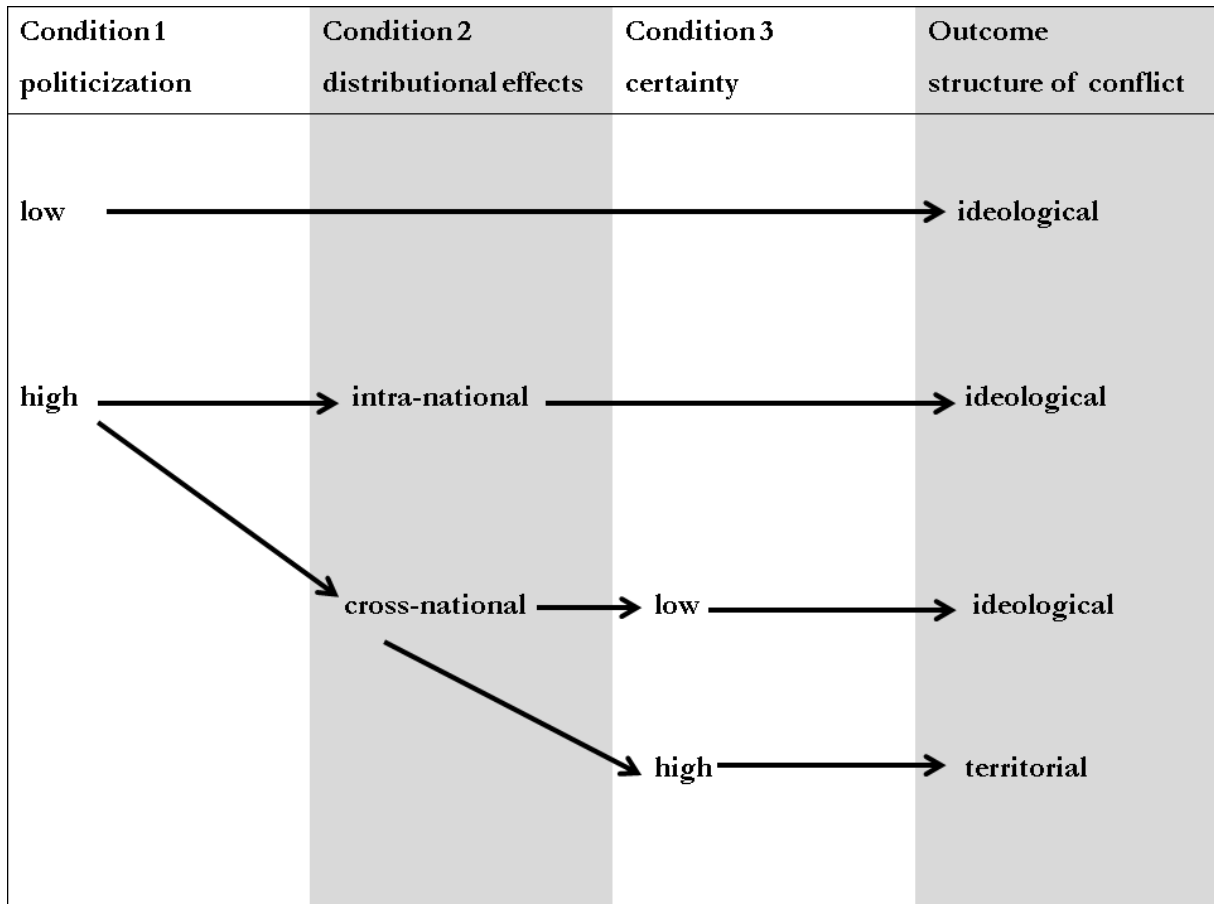 Condition 1 Condition 2 Condition 3 Outcome
politicization distributional effects certainty structure of conflict
low ideological
high intra-national ideological
cross-national low ideological
high territorial